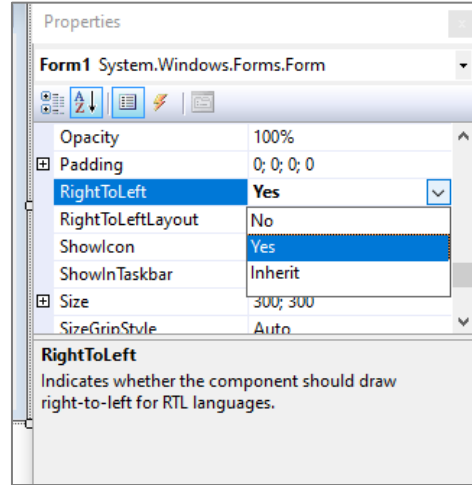 Properties
Form1 System.Windows.Forms.Form
Opacity 100%
Padding 0; 0; 0; 0
RightToLeft Yes
RightToLeftLayout No
ShowIcon Yes
ShowInTaskbar Inherit
Size 300; 300
SizeGripStyle Auto
RightToLeft
Indicates whether the component should draw
right-to-left for RTL languages.